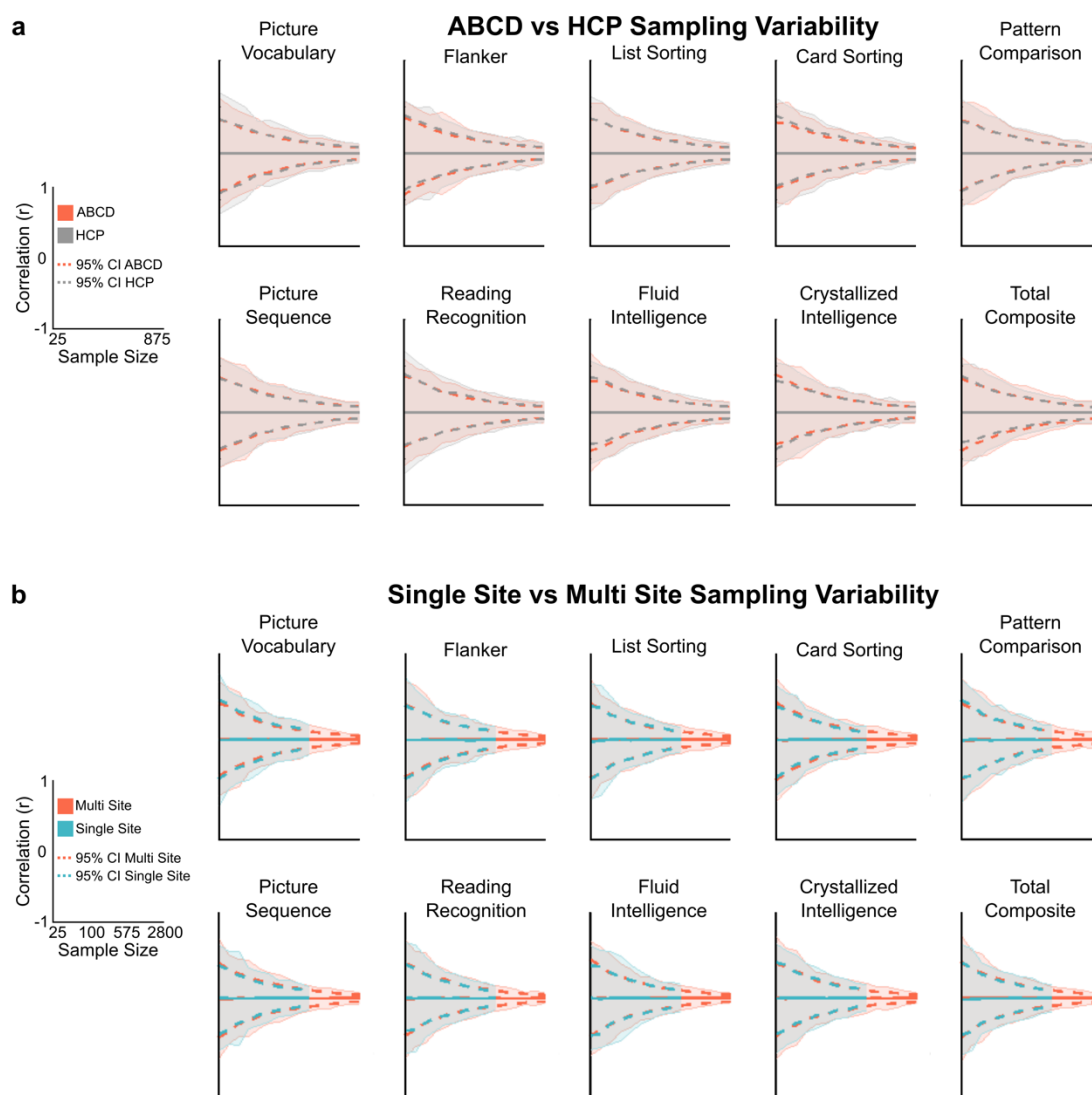 a
ABCD vs HCP Sampling Variability
Picture
Vocabulary
Flanker
List Sorting
Card Sorting
Pattern
Comparison
Correlation (r)
1
0
-1
ABCD
HCP
95% CI ABCD
95% CI HCP
25 875
Sample Size
Picture
Sequence
Reading
Recognition
Fluid
Intelligence
Crystallized
Intelligence
Total
Composite
b
Single Site vs Multi Site Sampling Variability
Picture
Vocabulary
Flanker
List Sorting
Card Sorting
Pattern
Comparison
Correlation (r)
1
0
-1
Multi Site
Single Site
95% CI Multi Site
95% CI Single Site
25 100 575 2800
Sample Size
Picture
Sequence
Reading
Recognition
Fluid
Intelligence
Crystallized
Intelligence
Total
Composite